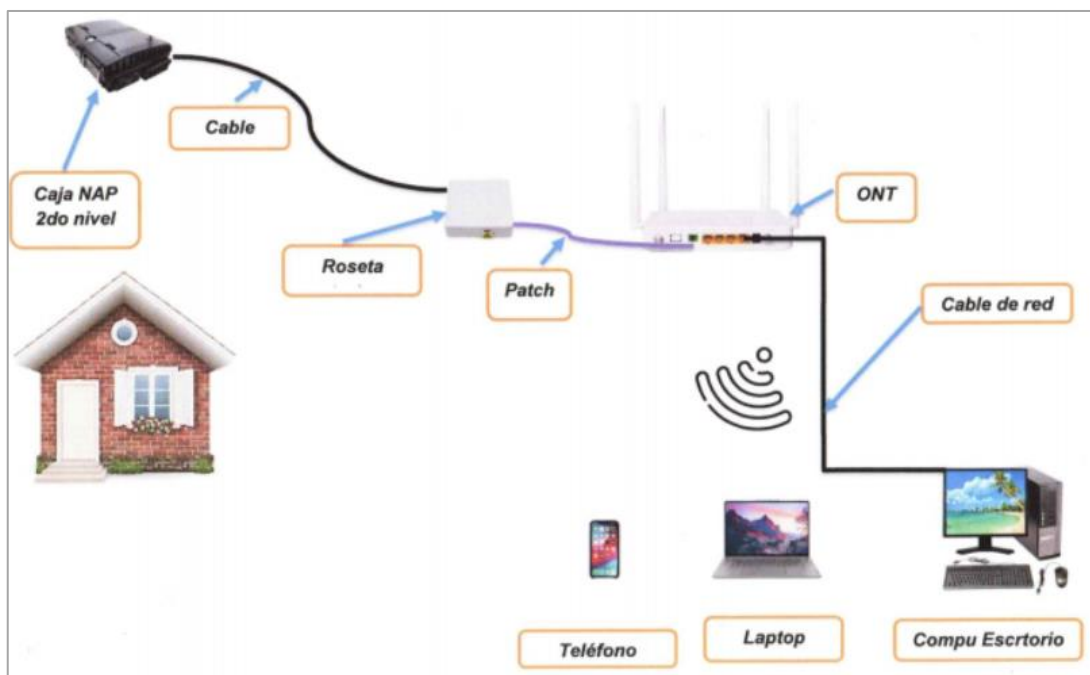 Cable
Caja NAP
2do nivel
ONT
Roseta
Patch
Cable de red
Teléfono
Laptop
Compu Escrtorio